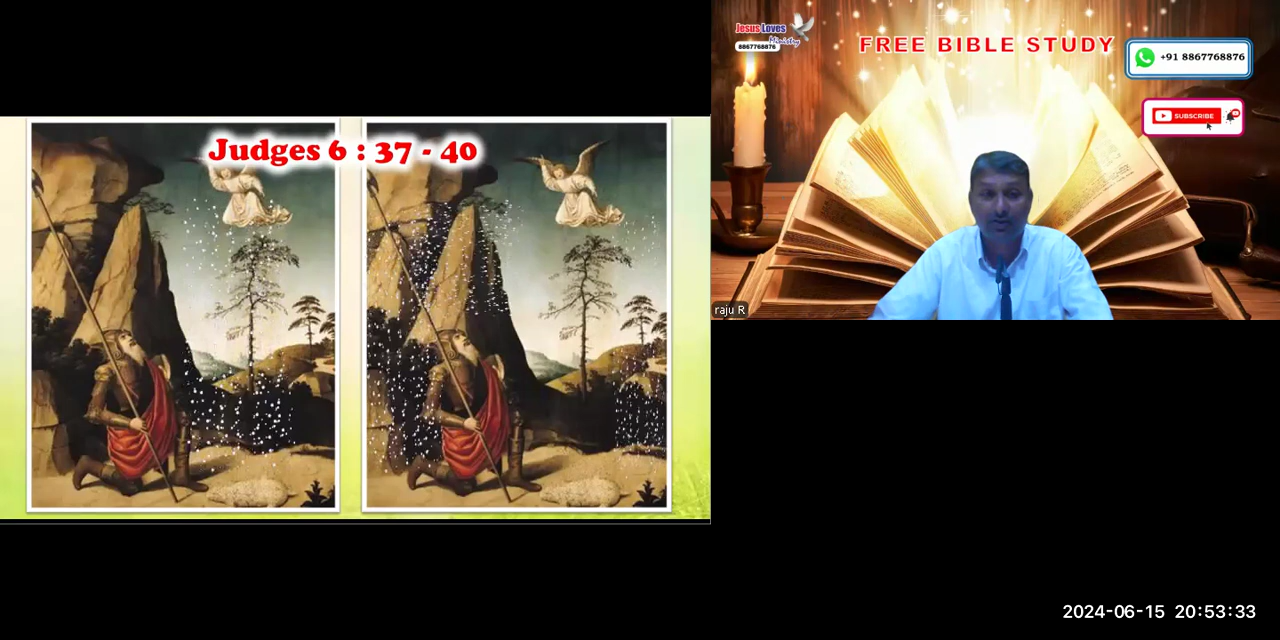 Judges 6 : 37 - 40
Jesus Loves
Ministry
8867768876
FREE BIBLE STUDY
+91 8867768876
SUBSCRIBE
raju R
2024-06-15 20:53:33